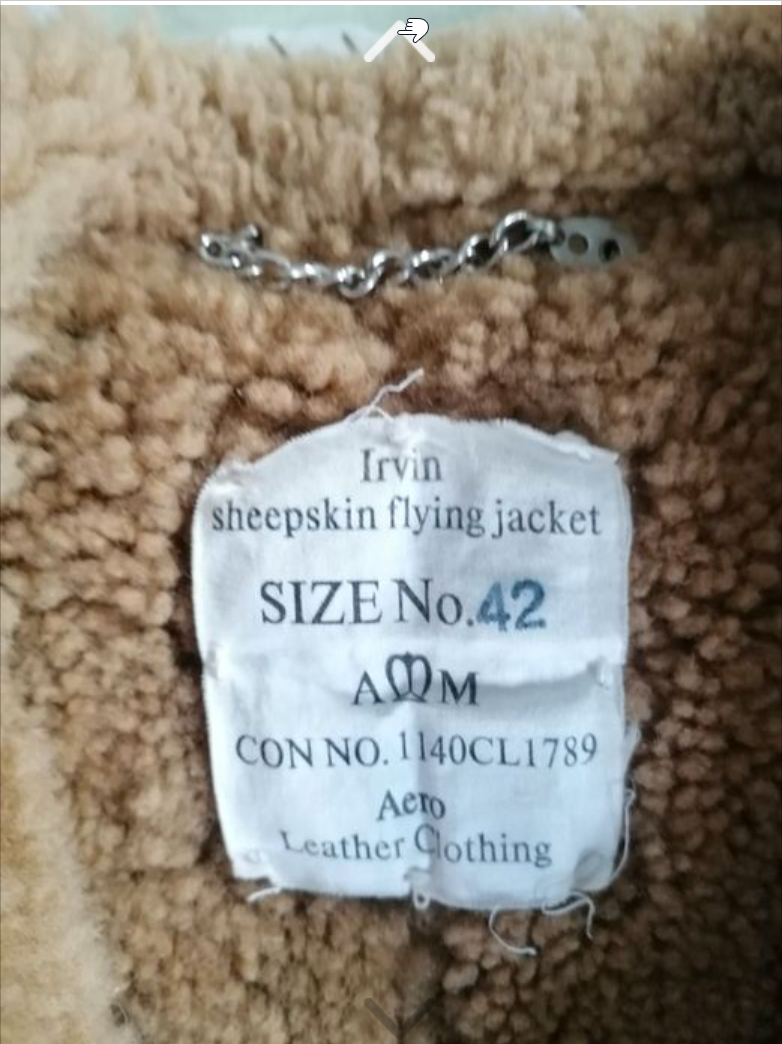 Irvin
sheepskin flying jacket
SIZE No.42
A M
CON NO. 1140CL1789
Aero
Leather Clothing